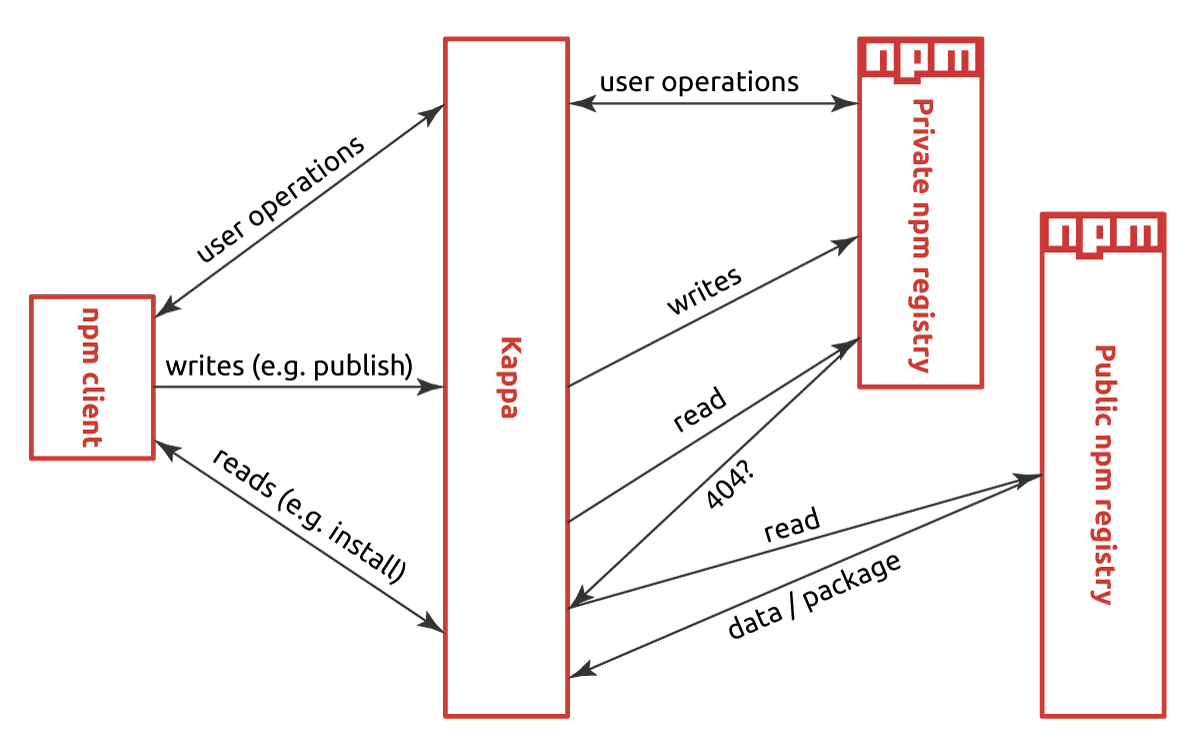 npm client
user operations
writes (e.g. publish)
reads (e.g. install)
Kappa
user operations
writes
read
404?
read
data / package
npm
Private npm registry
npm
Public npm registry